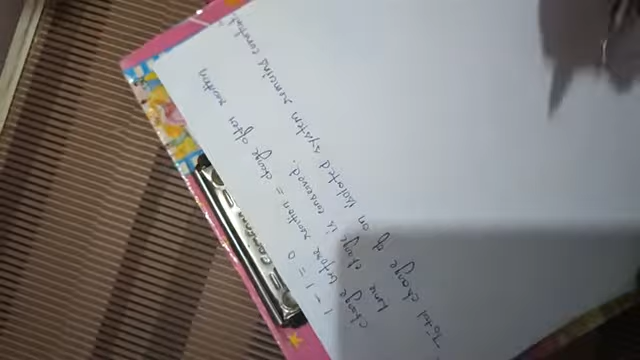 Total charge of an isolated system remains constant
hence charge is conserved.
charge before reaction = charge after reaction
1 - 1 = 0